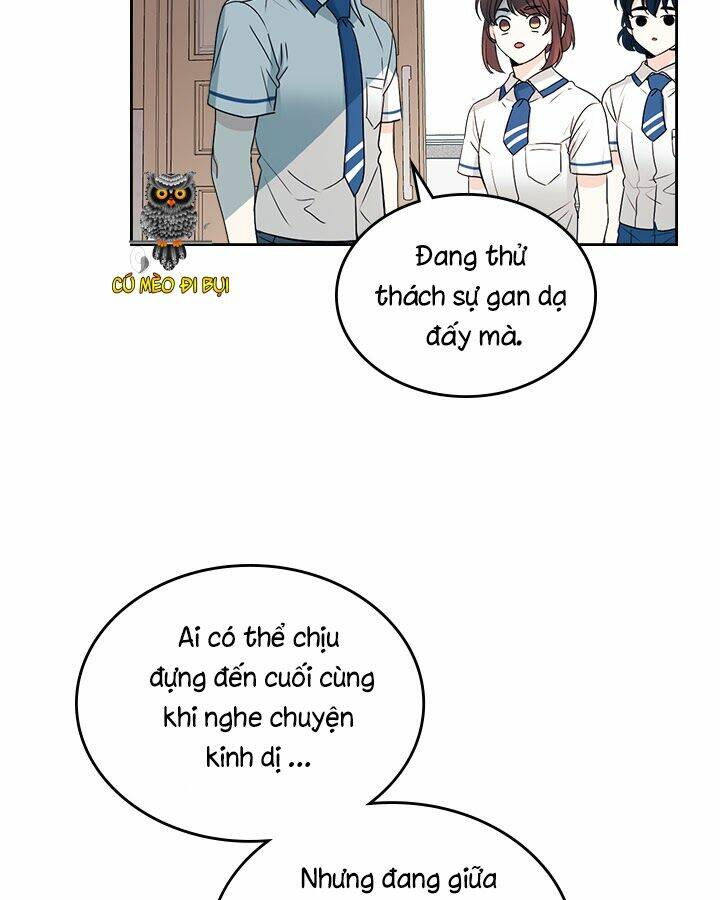 CÚ MÈO ĐI BỤI
Đang thử
thách sự gan dạ
đấy mà.
Ai có thể chịu
đựng đến cuối cùng
khi nghe chuyện
kinh dị ...
Nhưng đang giữa